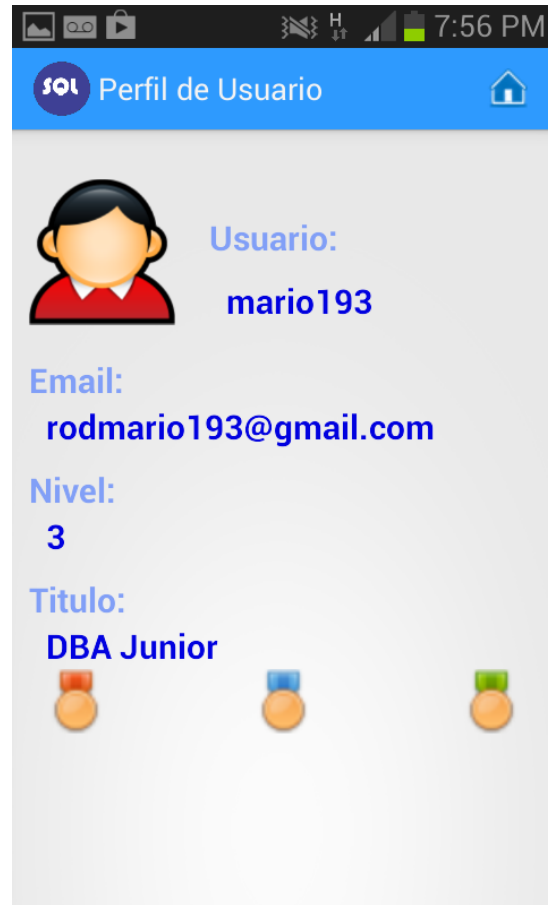 H 7:56 PM
SQL Perfil de Usuario
Usuario:
mario193
Email:
rodmario193@gmail.com
Nivel:
3
Titulo:
DBA Junior